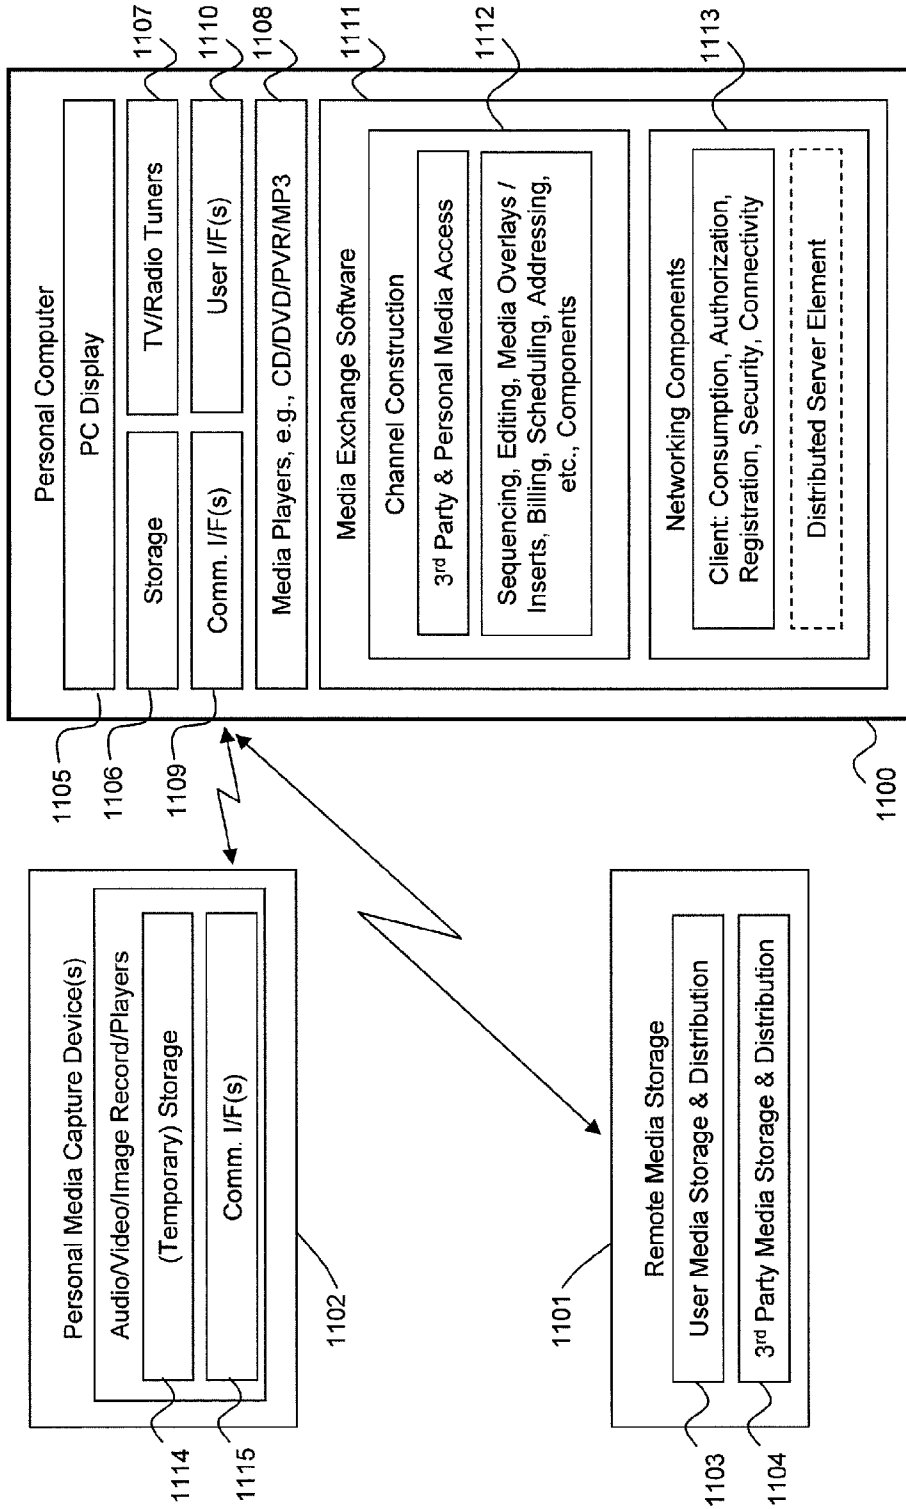 Personal Media Capture Device(s)
Audio/Video/Image Record/Players
(Temporary) Storage
Comm. I/F(s)
1114
1115
1102
Remote Media Storage
User Media Storage & Distribution
3rd Party Media Storage & Distribution
1101
1103
1104
Personal Computer
PC Display
Storage
TV/Radio Tuners
Comm. I/F(s)
User I/F(s)
Media Players, e.g., CD/DVD/PVR/MP3
Media Exchange Software
Channel Construction
3rd Party & Personal Media Access
Sequencing, Editing, Media Overlays /
Inserts, Billing, Scheduling, Addressing,
etc., Components
Networking Components
Client: Consumption, Authorization,
Registration, Security, Connectivity
Distributed Server Element
1105
1106
1109
1107
1110
1108
1111
1112
1113
1100